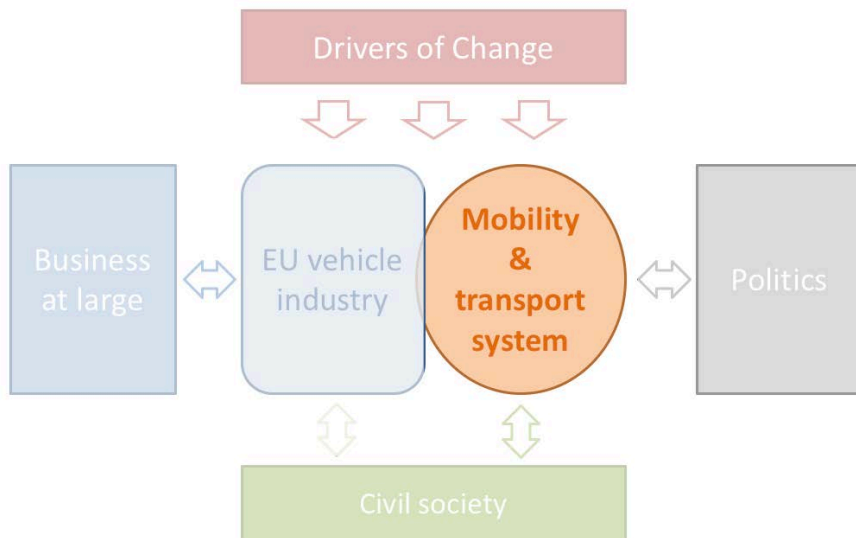 Drivers of Change
Business
at large
EU vehicle
industry
Mobility
&
transport
system
Politics
Civil society